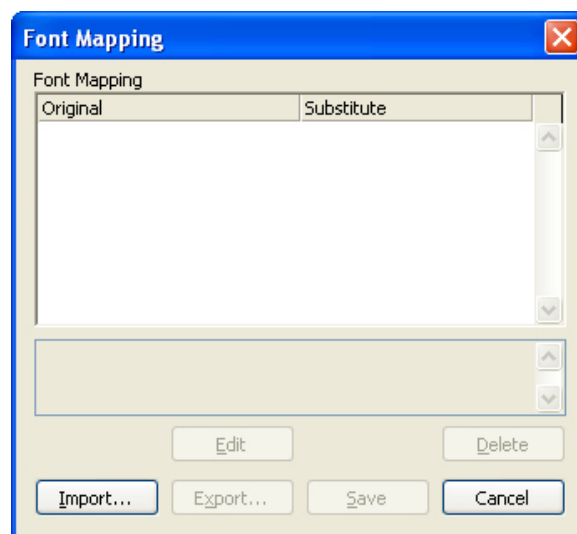 Font Mapping
Font Mapping
Original Substitute
Edit Delete
Import... Export... Save Cancel